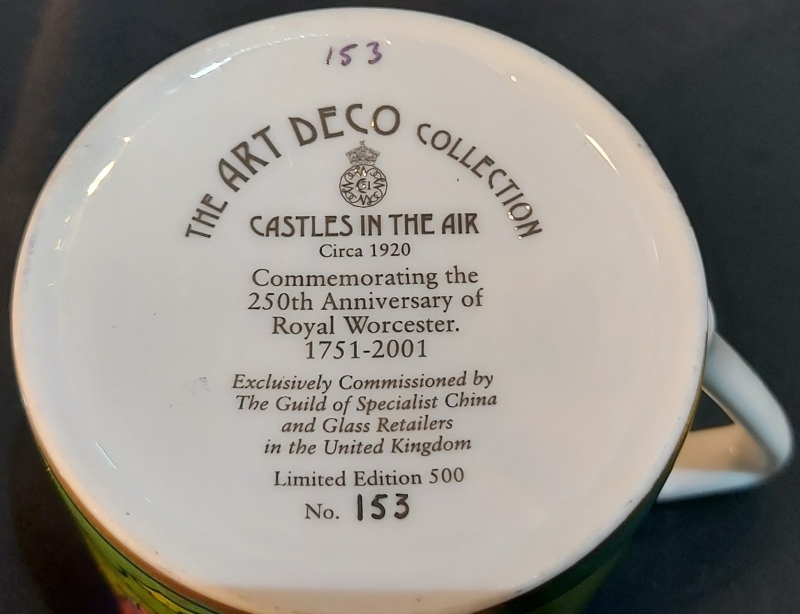 153
THE ART DECO COLLECTION
CASTLES IN THE AIR
Circa 1920
Commemorating the
250th Anniversary of
Royal Worcester.
1751-2001
Exclusively Commissioned by
The Guild of Specialist China
and Glass Retailers
in the United Kingdom
Limited Edition 500
No. 153